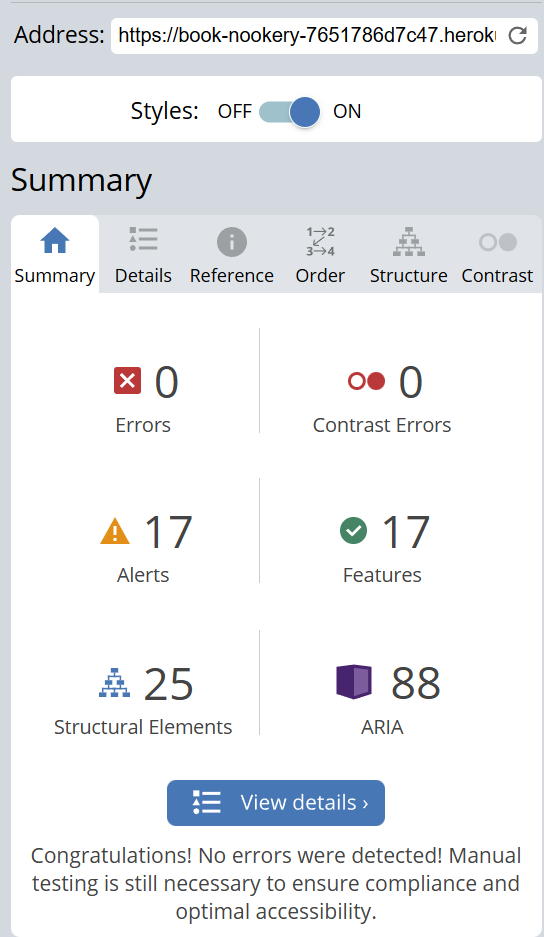 Address: https://book-nookery-7651786d7c47.heroku
Styles: OFF ON
Summary
Summary Details Reference Order Structure Contrast
1→2
3→4
0 0
Errors Contrast Errors
17 17
Alerts Features
25 88
Structural Elements ARIA
View details ›
Congratulations! No errors were detected! Manual
testing is still necessary to ensure compliance and
optimal accessibility.